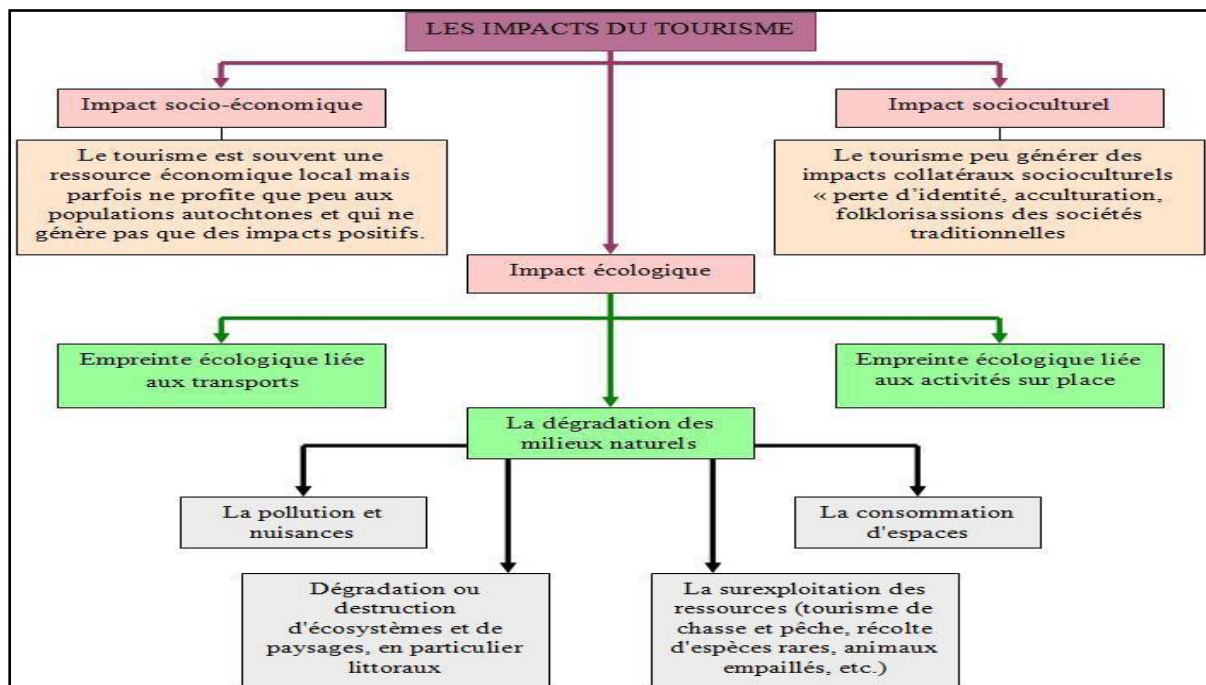 LES IMPACTS DU TOURISME
Impact socio-économique
Impact socioculturel
Le tourisme est souvent une
ressource économique local mais
parfois ne profite que peu aux
populations autochtones et qui ne
génère pas que des impacts positifs.
Le tourisme peu générer des
impacts collatéraux socioculturels
« perte d'identité, acculturation,
folklorisassions des sociétés
traditionnelles
Impact écologique
Empreinte écologique liée
aux transports
Empreinte écologique liée
aux activités sur place
La dégradation des
milieux naturels
La pollution et
nuisances
La consommation
d'espaces
Dégradation ou
destruction
d'écosystèmes et de
paysages, en particulier
littoraux
La surexploitation des
ressources (tourisme de
chasse et pêche, récolte
d'espèces rares, animaux
empaillés, etc.)